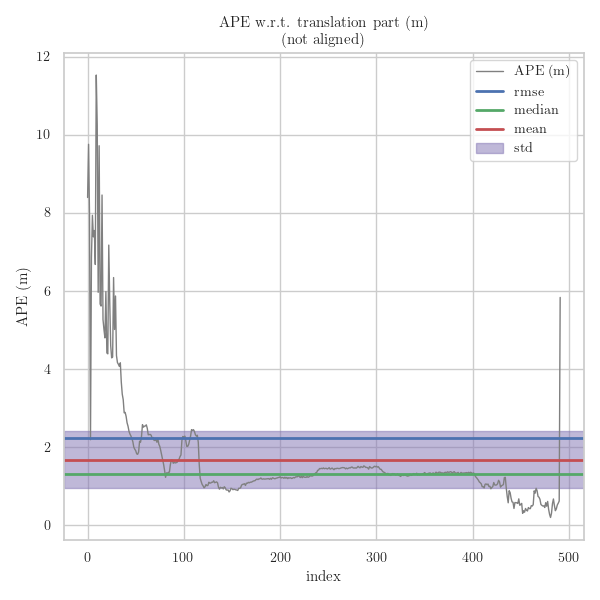 APE w.r.t. translation part (m)
(not aligned)
APE (m)
rmse
median
mean
std
12
10
8
6
4
2
0
APE (m)
0
100
200
300
400
500
index